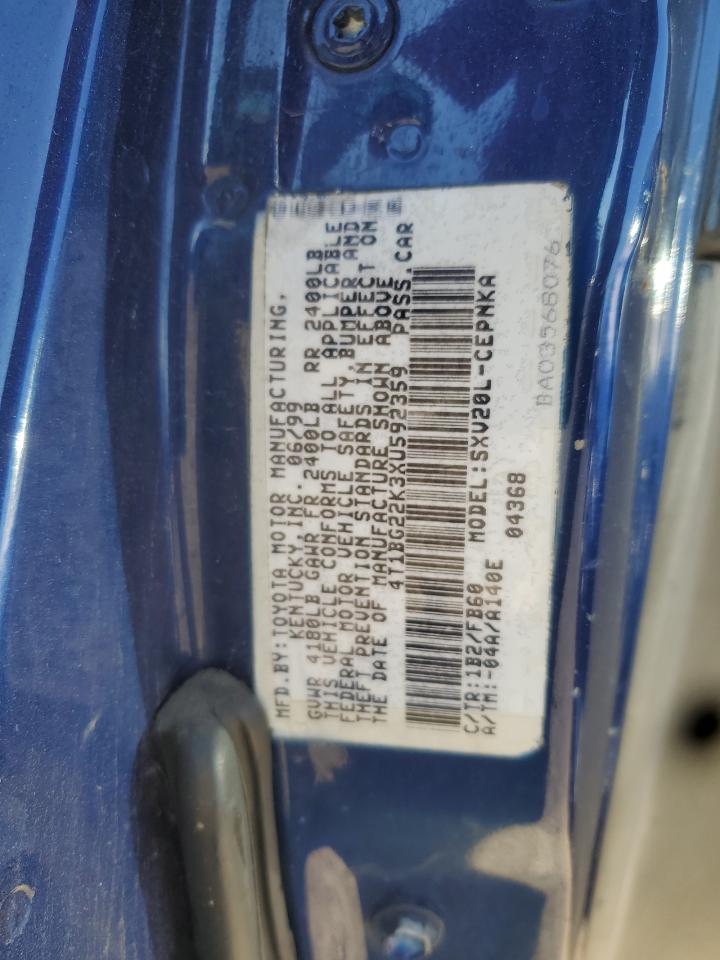 MFD.BY:TOYOTA MOTOR MANUFACTURING,
KENTUCKY,INC. 06/99
GVWR 4180LB GAWR FR 2400LB RR 2400LB
THIS VEHICLE CONFORMS TO ALL APPLICABLE
FEDERAL MOTOR VEHICLE SAFETY,BUMPER AND
THEFT PREVENTION STANDARDS IN EFFECT ON
THE DATE OF MANUFACTURE SHOWN ABOVE
4T1BG22K3XU592359 PASS.CAR
C/TR:1B2/FB60 MODEL:SXV20L-CEPNKA
A/TM:-04A/A140E 04368
BA03568076